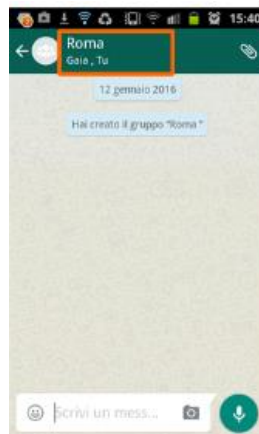 15:40
Roma
Gaia , Tu
12 gennaio 2016
Hai creato il gruppo "Roma "
Scrivi un mess...